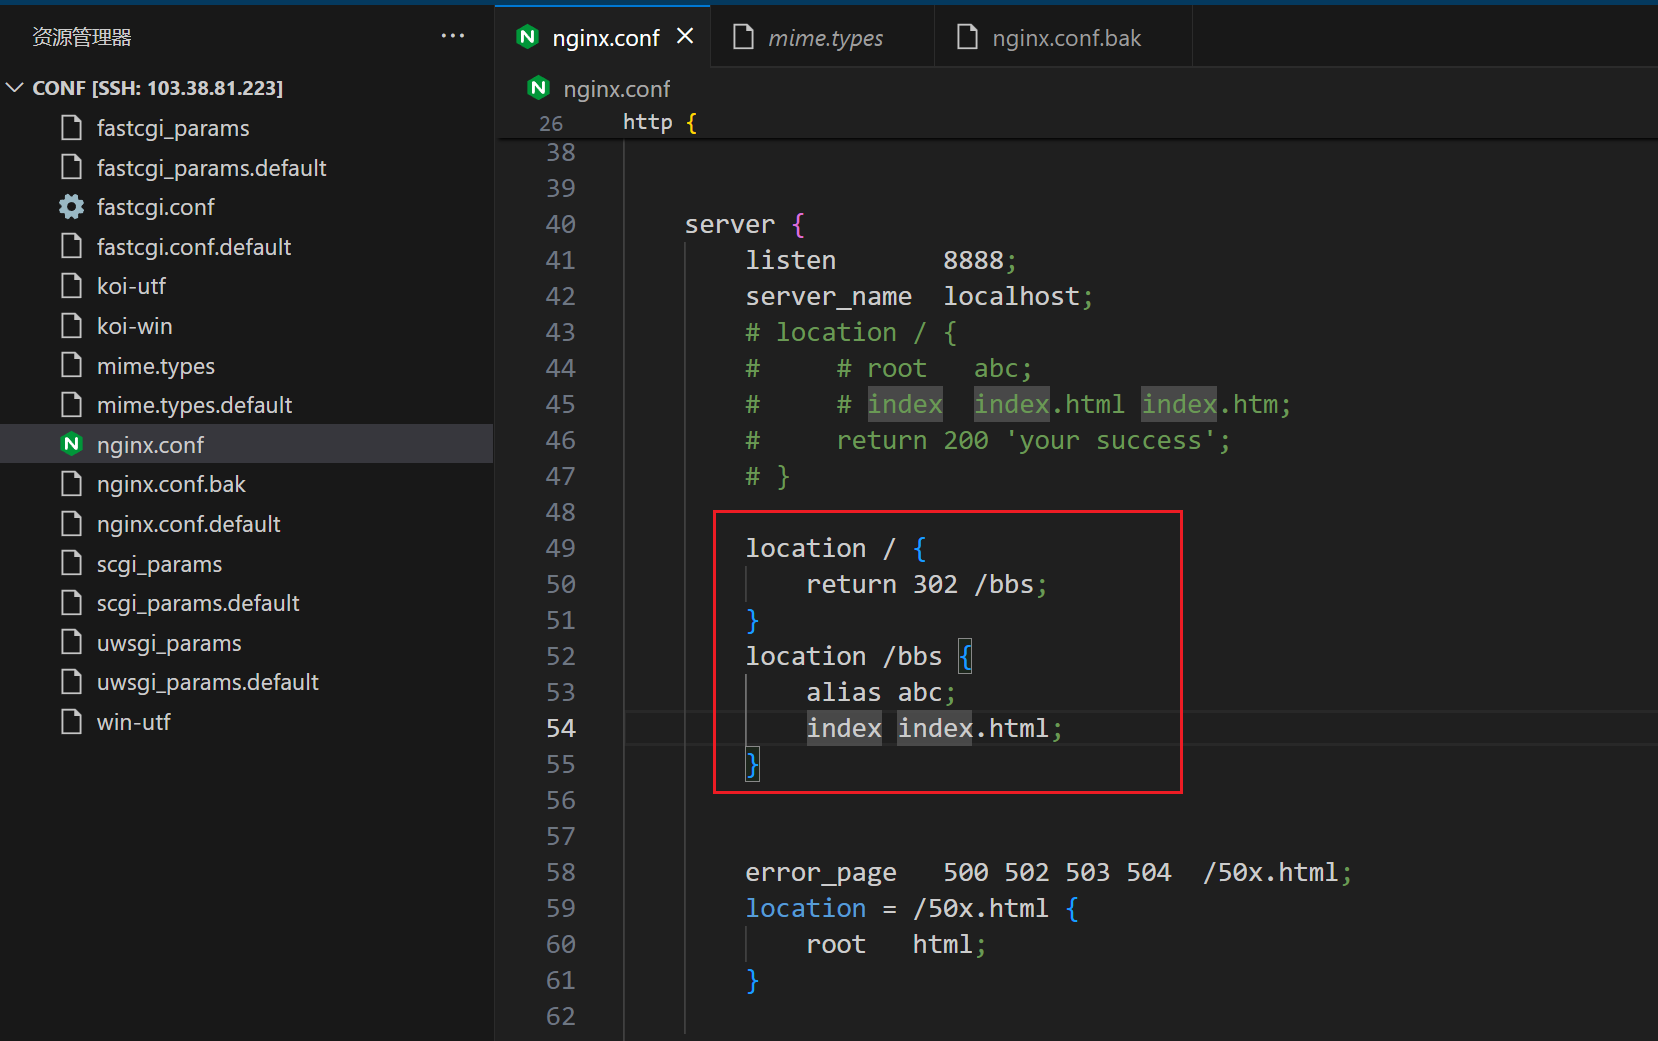 资源管理器 ···
CONF [SSH: 103.38.81.223]
fastcgi_params
fastcgi_params.default
fastcgi.conf
fastcgi.conf.default
koi-utf
koi-win
mime.types
mime.types.default
nginx.conf
nginx.conf.bak
nginx.conf.default
scgi_params
scgi_params.default
uwsgi_params
uwsgi_params.default
win-utf
nginx.conf mime.types nginx.conf.bak
nginx.conf
26 http {
38
39
40 server {
41 listen 8888;
42 server_name localhost;
43 # location / {
44 # # root abc;
45 # # index index.html index.htm;
46 # return 200 'your success';
47 # }
48
49 location / {
50 return 302 /bbs;
51 }
52 location /bbs {
53 alias abc;
54 index index.html;
55 }
56
57
58 error_page 500 502 503 504 /50x.html;
59 location = /50x.html {
60 root html;
61 }
62